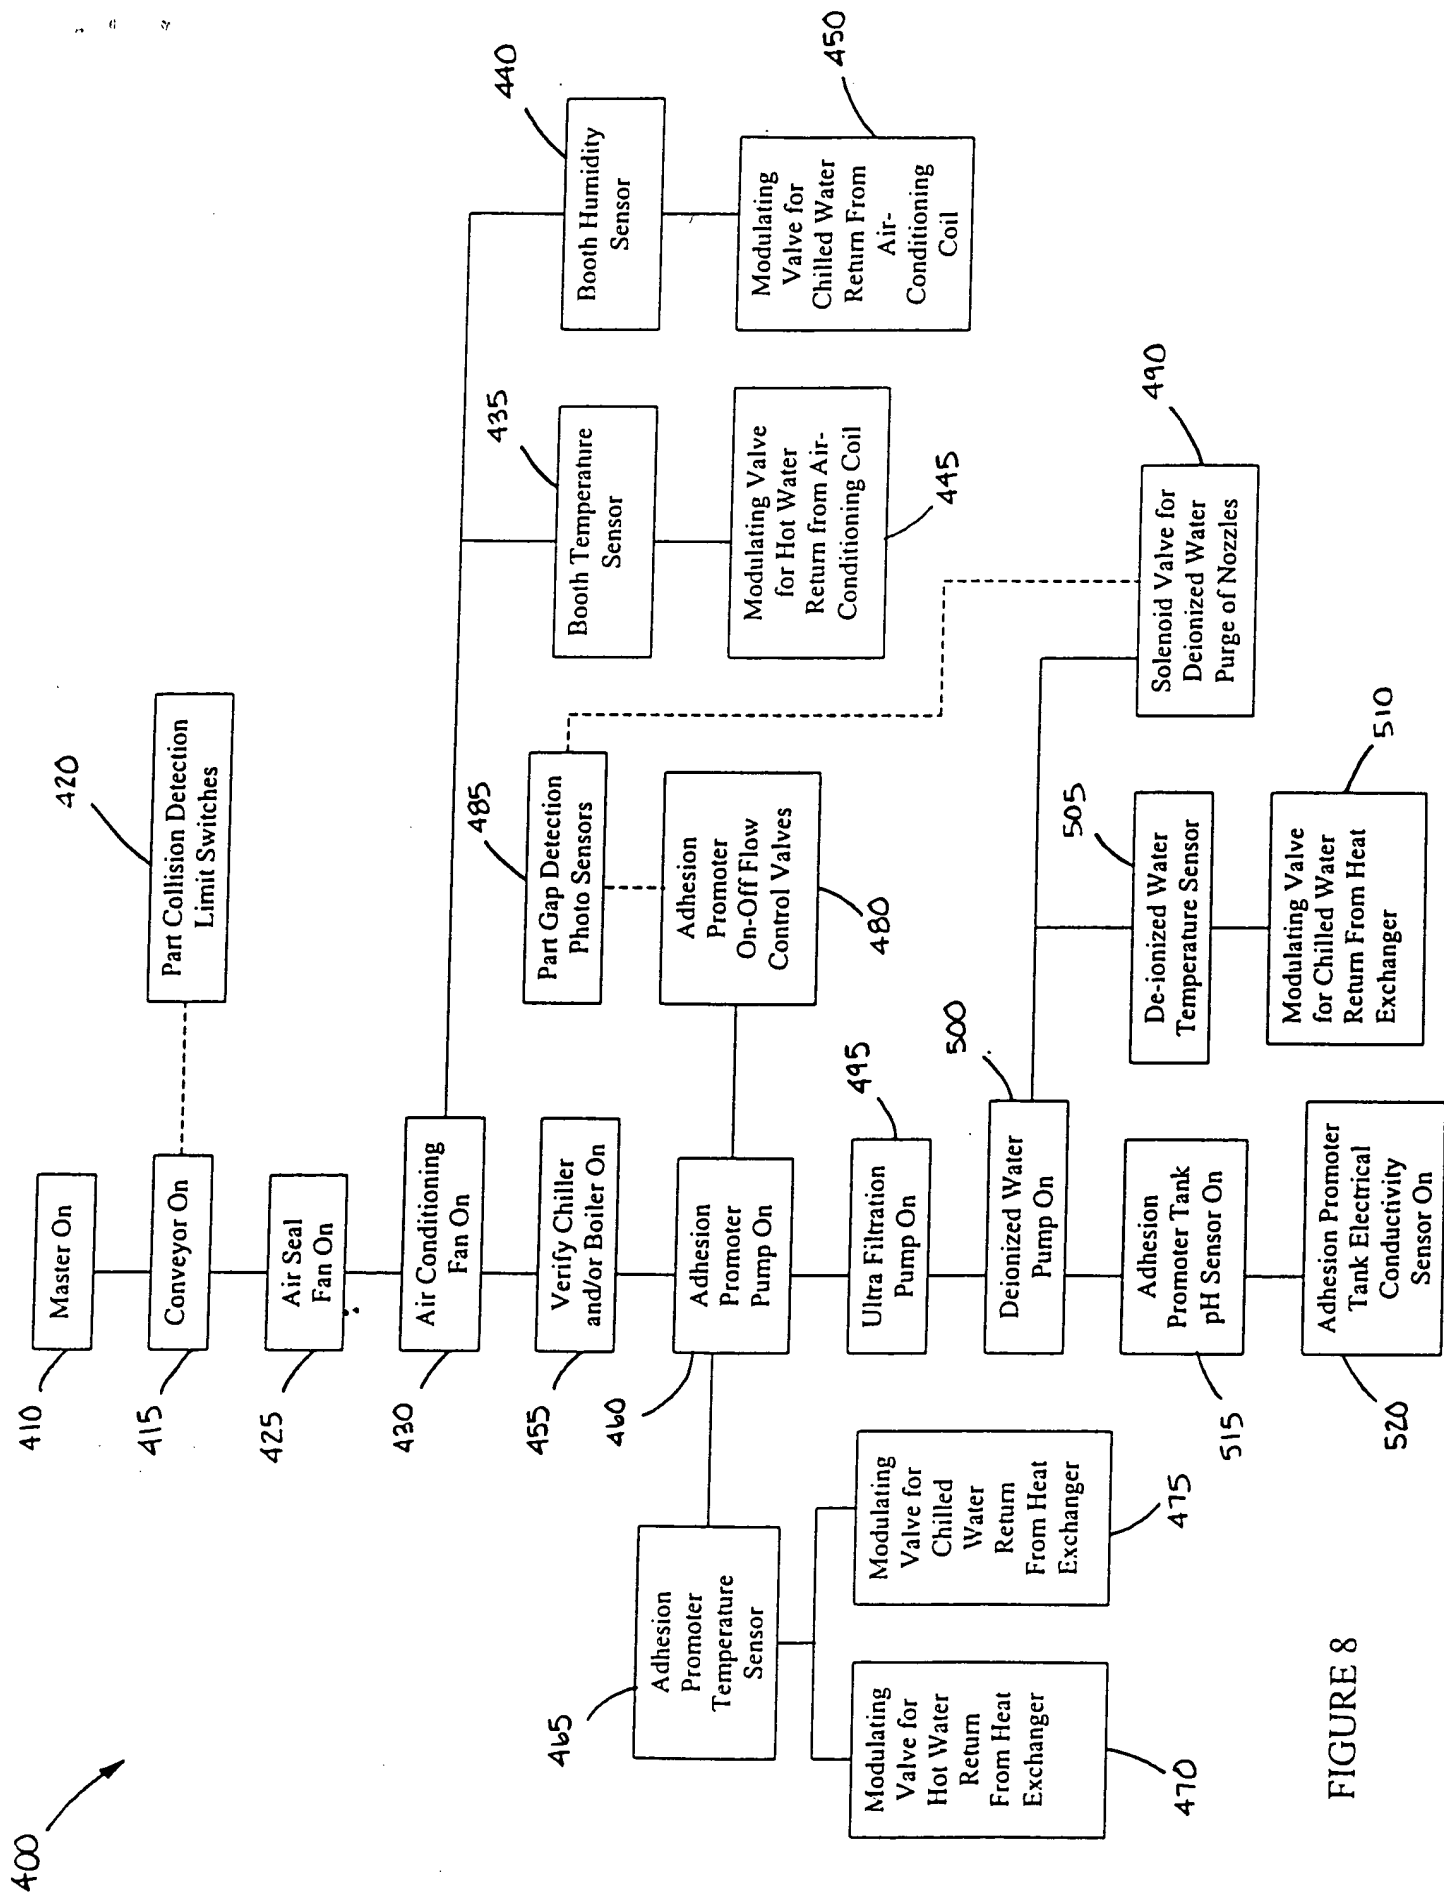 400
410
Master On
415
Conveyor On
420
Part Collision Detection
Limit Switches
425
Air Seal
Fan On
430
Air Conditioning
Fan On
435
Booth Temperature
Sensor
440
Booth Humidity
Sensor
445
Modulating Valve
for Hot Water
Return from Air-
Conditioning Coil
450
Modulating
Valve for
Chilled Water
Return From
Air-
Conditioning
Coil
455
Verify Chiller
and/or Boiler On
460
Adhesion
Promoter
Pump On
465
Adhesion
Promoter
Temperature
Sensor
470
Modulating
Valve for
Hot Water
Return
From Heat
Exchanger
475
Modulating
Valve for
Chilled
Water
Return
From Heat
Exchanger
485
Part Gap Detection
Photo Sensors
480
Adhesion
Promoter
On-Off Flow
Control Valves
490
Solenoid Valve for
Deionized Water
Purge of Nozzles
495
Ultra Filtration
Pump On
500
Deionized Water
Pump On
505
De-ionized Water
Temperature Sensor
510
Modulating Valve
for Chilled Water
Return From Heat
Exchanger
515
Adhesion
Promoter Tank
pH Sensor On
520
Adhesion Promoter
Tank Electrical
Conductivity
Sensor On
FIGURE 8